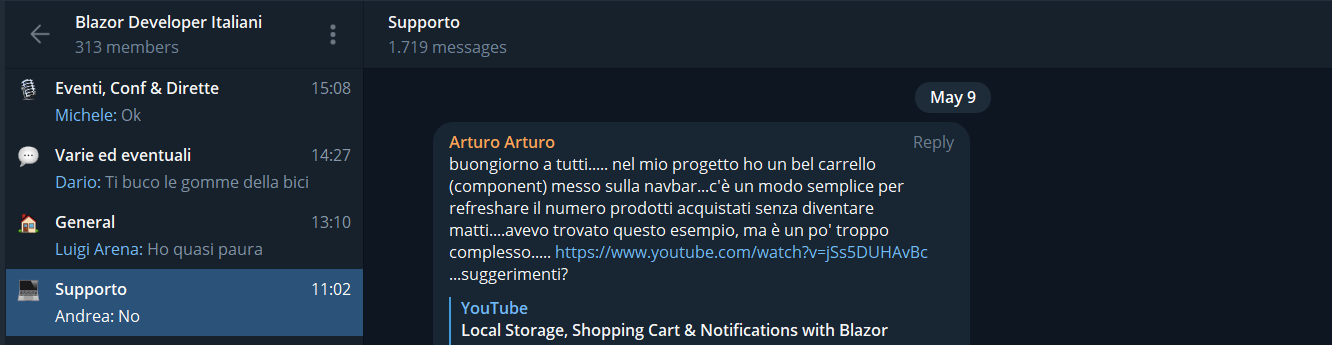 Blazor Developer Italiani
313 members
Eventi, Conf & Dirette 15:08
Michele: Ok
Varie ed eventuali 14:27
Dario: Ti buco le gomme della bici
General 13:10
Luigi Arena: Ho quasi paura
Supporto 11:02
Andrea: No
Supporto
1.719 messages
May 9
Arturo Arturo Reply
buongiorno a tutti..... nel mio progetto ho un bel carrello
(component) messo sulla navbar...c'è un modo semplice per
refreshare il numero prodotti acquistati senza diventare
matti....avevo trovato questo esempio, ma è un po' troppo
complesso..... https://www.youtube.com/watch?v=jSs5DUHAvBc
...suggerimenti?
YouTube
Local Storage, Shopping Cart & Notifications with Blazor